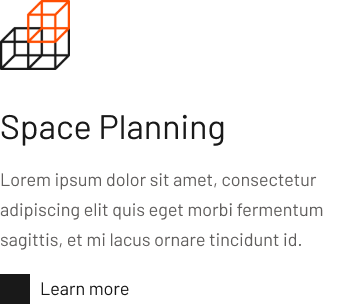 Space Planning
Lorem ipsum dolor sit amet, consectetur
adipiscing elit quis eget morbi fermentum
sagittis, et mi lacus ornare tincidunt id.
Learn more